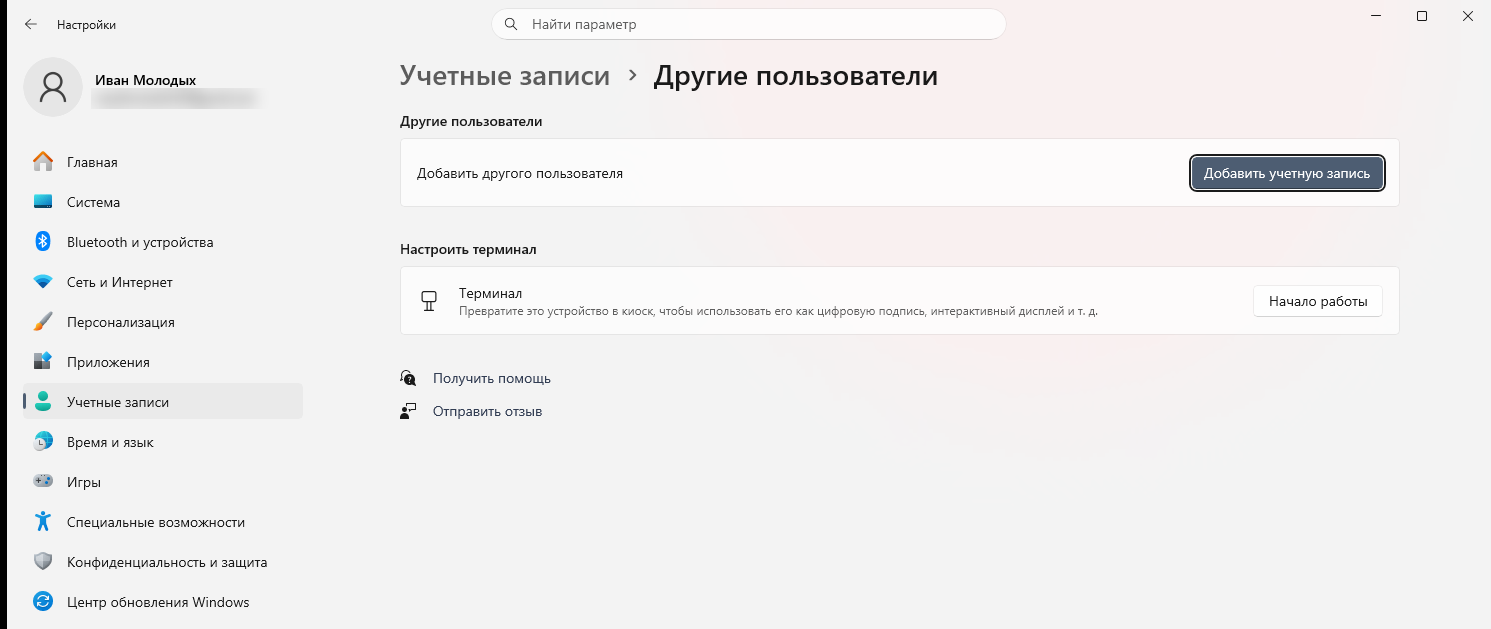 Настройки
Найти параметр
Иван Молодых
Главная
Система
Bluetooth и устройства
Сеть и Интернет
Персонализация
Приложения
Учетные записи
Время и язык
Игры
Специальные возможности
Конфиденциальность и защита
Центр обновления Windows
Учетные записи > Другие пользователи
Другие пользователи
Добавить другого пользователя
Добавить учетную запись
Настроить терминал
Терминал
Превратите это устройство в киоск, чтобы использовать его как цифровую подпись, интерактивный дисплей и т. д.
Начало работы
Получить помощь
Отправить отзыв